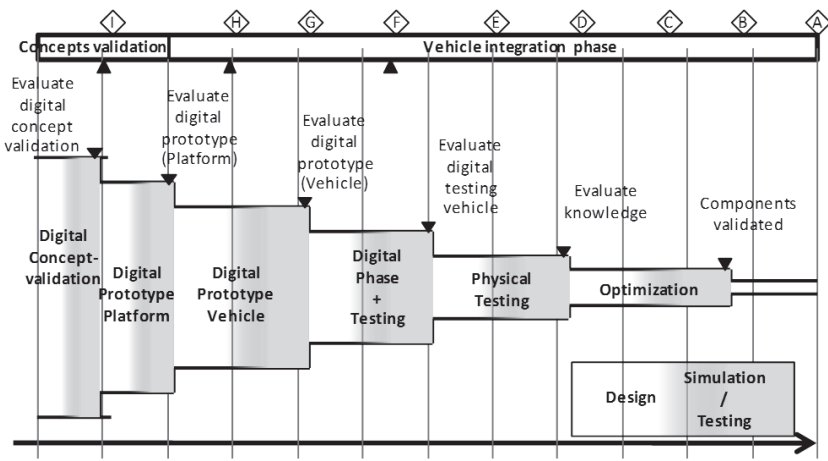 I
H
G
F
E
D
C
B
A
Concepts validation
Vehicle integration phase
Evaluate
digital
concept
validation
Evaluate
digital
prototype
(Platform)
Evaluate
digital
prototype
(Vehicle)
Evaluate
digital
testing
vehicle
Evaluate
knowledge
Components
validated
Digital
Concept-
validation
Digital
Prototype
Platform
Digital
Prototype
Vehicle
Digital
Phase
+
Testing
Physical
Testing
Optimization
Design
Simulation
/
Testing